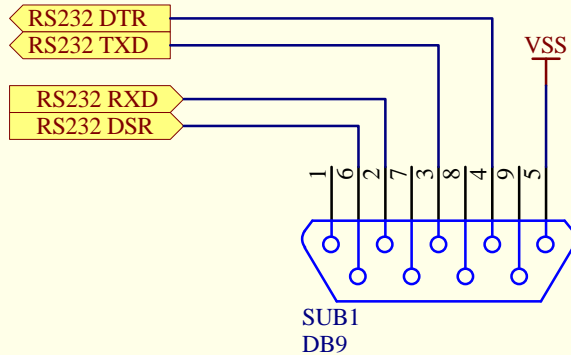 RS232 DTR
RS232 TXD
VSS
RS232 RXD
RS232 DSR
1 6 2 7 3 8 4 9 5
SUB1
DB9